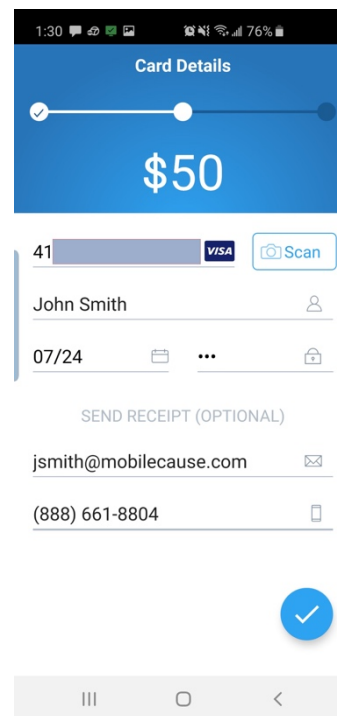 1:30 76%
Card Details
$50
41 VISA Scan
John Smith
07/24 •••
SEND RECEIPT (OPTIONAL)
jsmith@mobilecause.com
(888) 661-8804